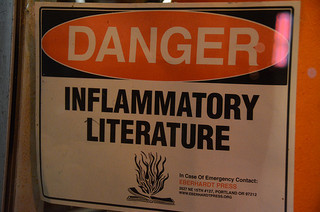 DANGER
INFLAMMATORY
LITERATURE
In Case Of Emergency Contact:
EBERHARDT PRESS